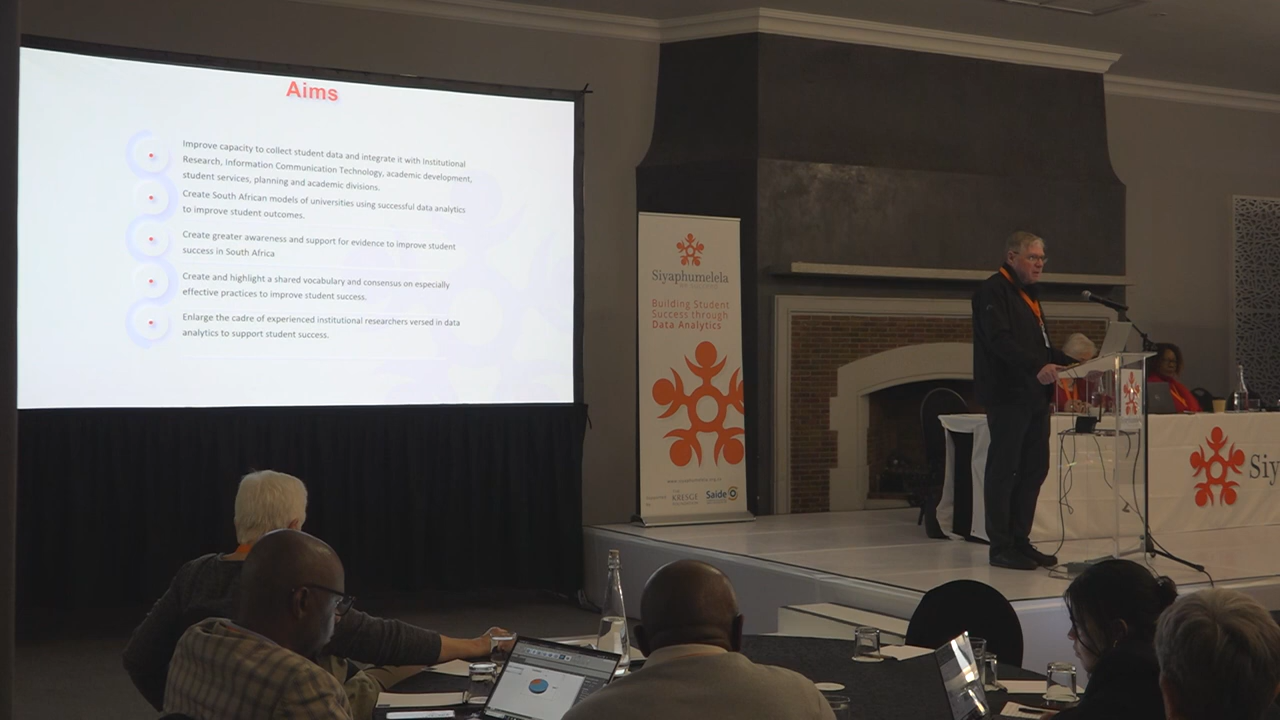 Aims
Improve capacity to collect student data and integrate it with Institutional
Research, Information Communication Technology, academic development,
student services, planning and academic divisions.
Create South African models of universities using successful data analytics
to improve student outcomes.
Create greater awareness and support for evidence to improve student
success in South Africa
Create and highlight a shared vocabulary and consensus on especially
effective practices to improve student success.
Enlarge the cadre of experienced institutional researchers versed in data
analytics to support student success.
Siyaphumelela
Building Student
Success through
Data Analytics
KRESGE
Saide
Siy